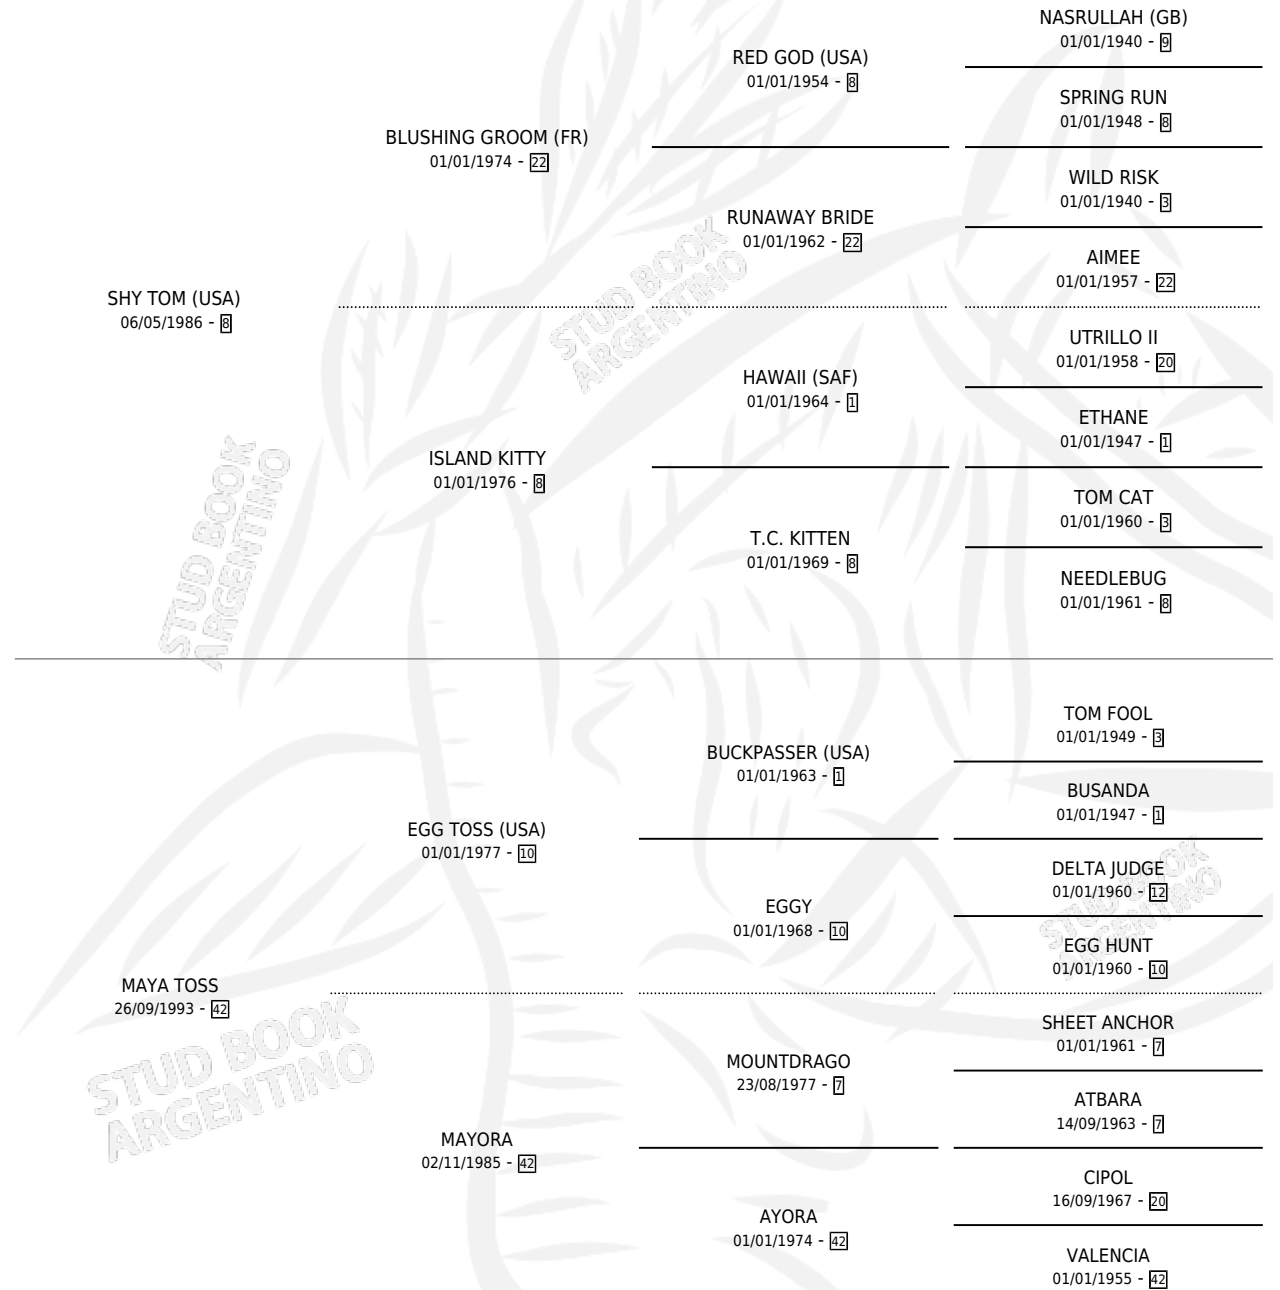 NASRULLAH (GB)
01/01/1940 - 9
RED GOD (USA)
01/01/1954 - 8
SPRING RUN
01/01/1948 - 8
BLUSHING GROOM (FR)
01/01/1974 - 22
WILD RISK
01/01/1940 - 3
RUNAWAY BRIDE
01/01/1962 - 22
AIMEE
01/01/1957 - 22
SHY TOM (USA)
06/05/1986 - 8
UTRILLO II
01/01/1958 - 20
HAWAII (SAF)
01/01/1964 - 1
ETHANE
01/01/1947 - 1
ISLAND KITTY
01/01/1976 - 8
TOM CAT
01/01/1960 - 3
T.C. KITTEN
01/01/1969 - 8
NEEDLEBUG
01/01/1961 - 8
TOM FOOL
01/01/1949 - 3
BUCKPASSER (USA)
01/01/1963 - 1
BUSANDA
01/01/1947 - 1
EGG TOSS (USA)
01/01/1977 - 10
DELTA JUDGE
01/01/1960 - 12
EGGY
01/01/1968 - 10
EGG HUNT
01/01/1960 - 10
MAYA TOSS
26/09/1993 - 42
SHEET ANCHOR
01/01/1961 - 7
MOUNTDRAGO
23/08/1977 - 7
ATBARA
14/09/1963 - 7
MAYORA
02/11/1985 - 42
CIPOL
16/09/1967 - 20
AYORA
01/01/1974 - 42
VALENCIA
01/01/1955 - 42
STUD BOOK
ARGENTINO
STUD BOOK
ARGENTINO
STUD BOOK
ARGENTINO
STUD BOOK
ARGENTINO